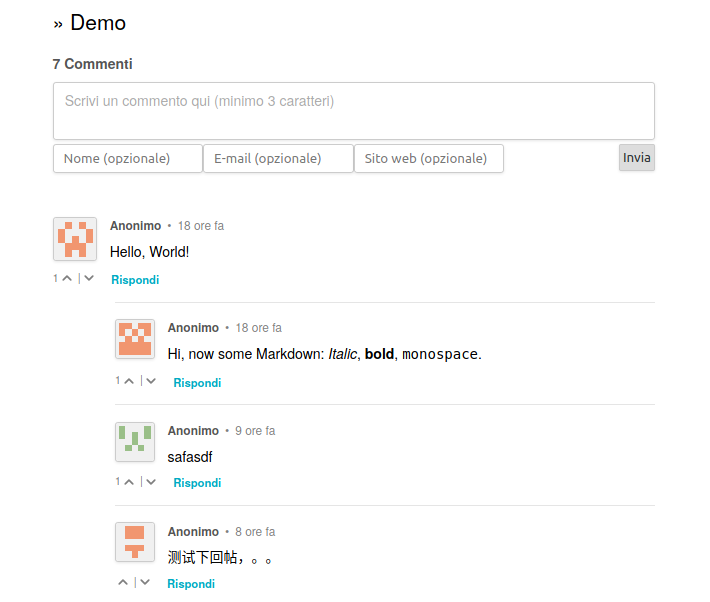 » Demo
7 Commenti
Scrivi un commento qui (minimo 3 caratteri)
Nome (opzionale) E-mail (opzionale) Sito web (opzionale) Invia
Anonimo • 18 ore fa
Hello, World!
1 | Rispondi
Anonimo • 18 ore fa
Hi, now some Markdown: Italic, bold, monospace.
1 | Rispondi
Anonimo • 9 ore fa
safasdf
1 | Rispondi
Anonimo • 8 ore fa
测试下回帖，。。
| Rispondi